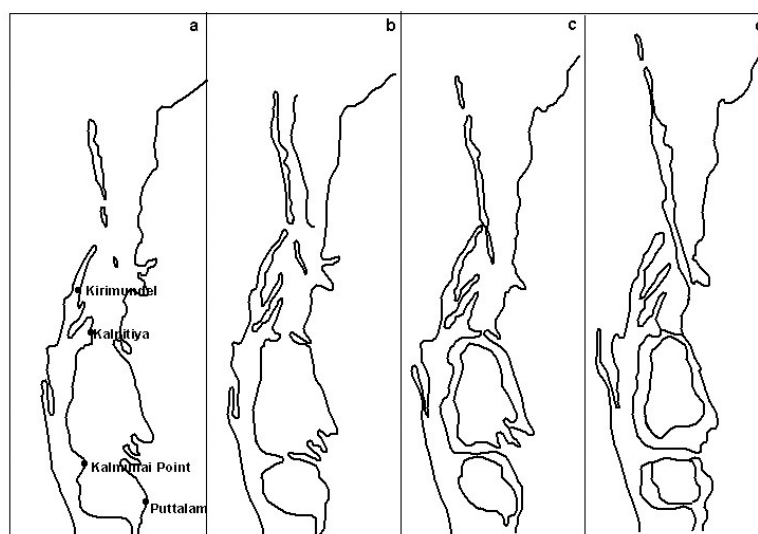 a
b
c
d
Kirimundel
Kalpitiya
Kalmunai Point
Puttalam